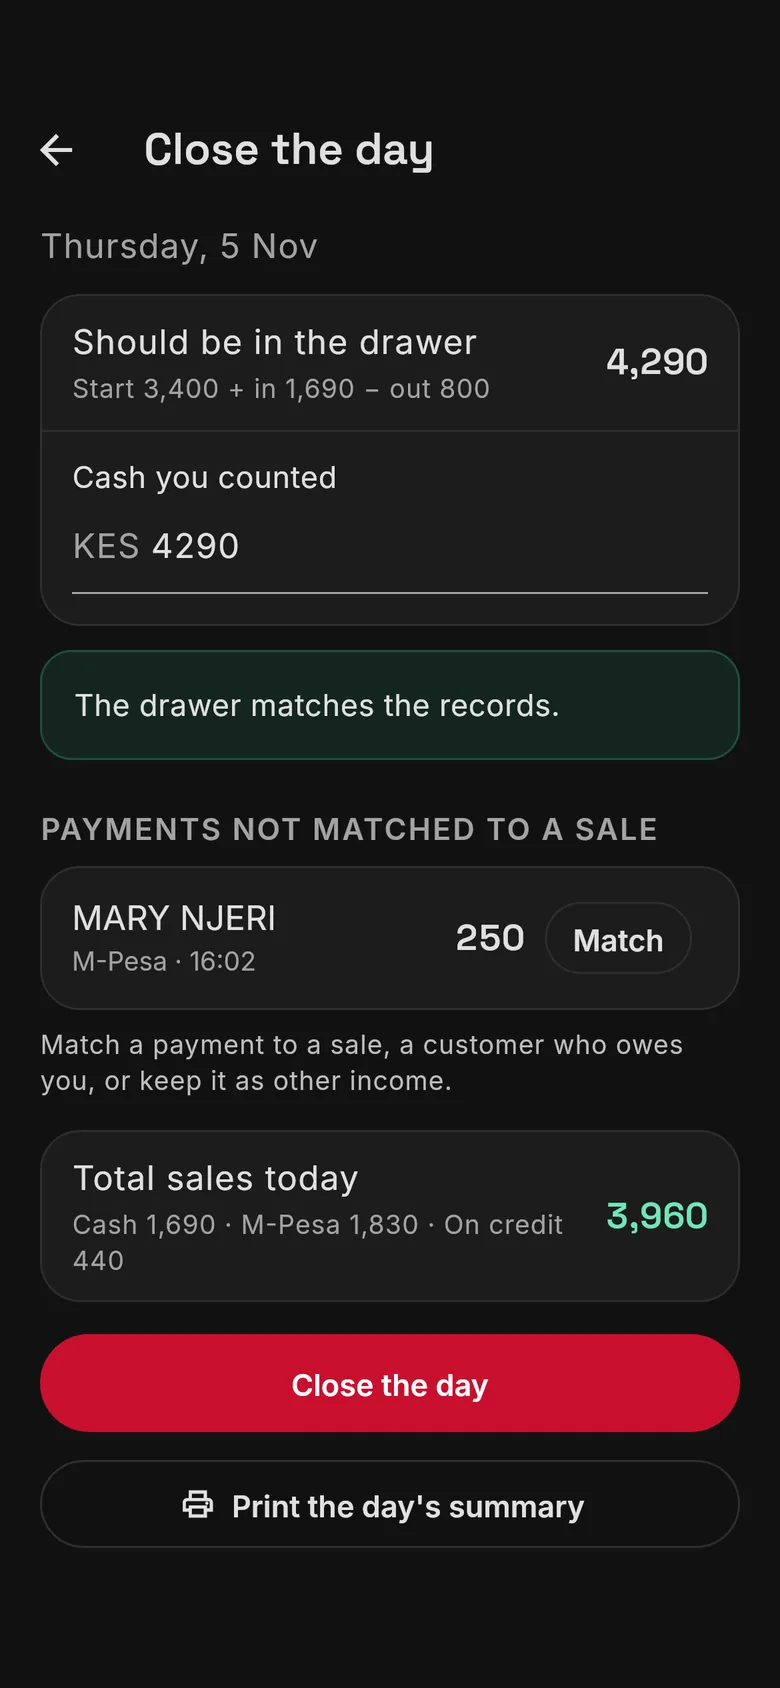 Close the day
Thursday, 5 Nov
Should be in the drawer
4,290
Start 3,400 + in 1,690 − out 800
Cash you counted
KES 4290
The drawer matches the records.
PAYMENTS NOT MATCHED TO A SALE
MARY NJERI
M-Pesa · 16:02
250
Match
Match a payment to a sale, a customer who owes
you, or keep it as other income.
Total sales today
Cash 1,690 · M-Pesa 1,830 · On credit
440
3,960
Close the day
Print the day's summary